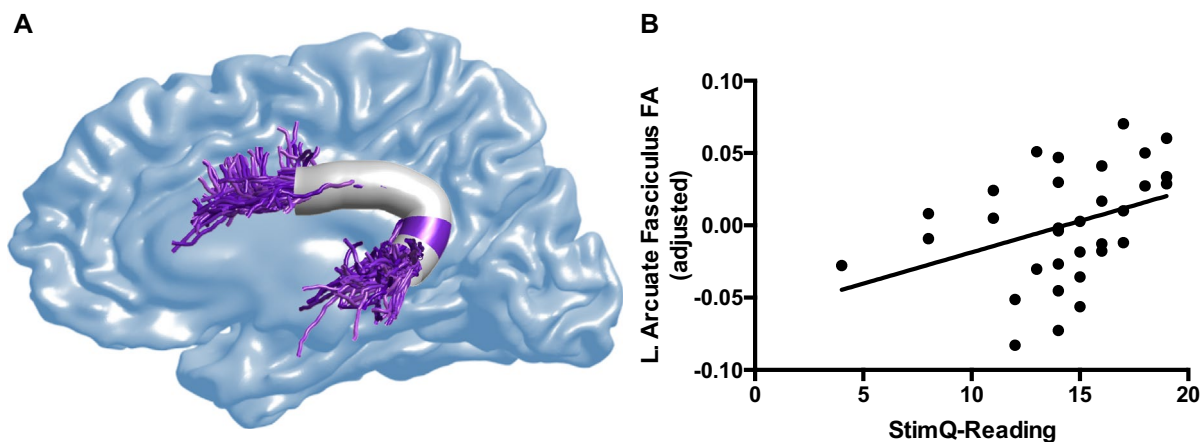 A
B
L. Arcuate Fasciculus FA
(adjusted)
0.10
0.05
0.00
-0.05
-0.10
0
5
10
15
20
StimQ-Reading